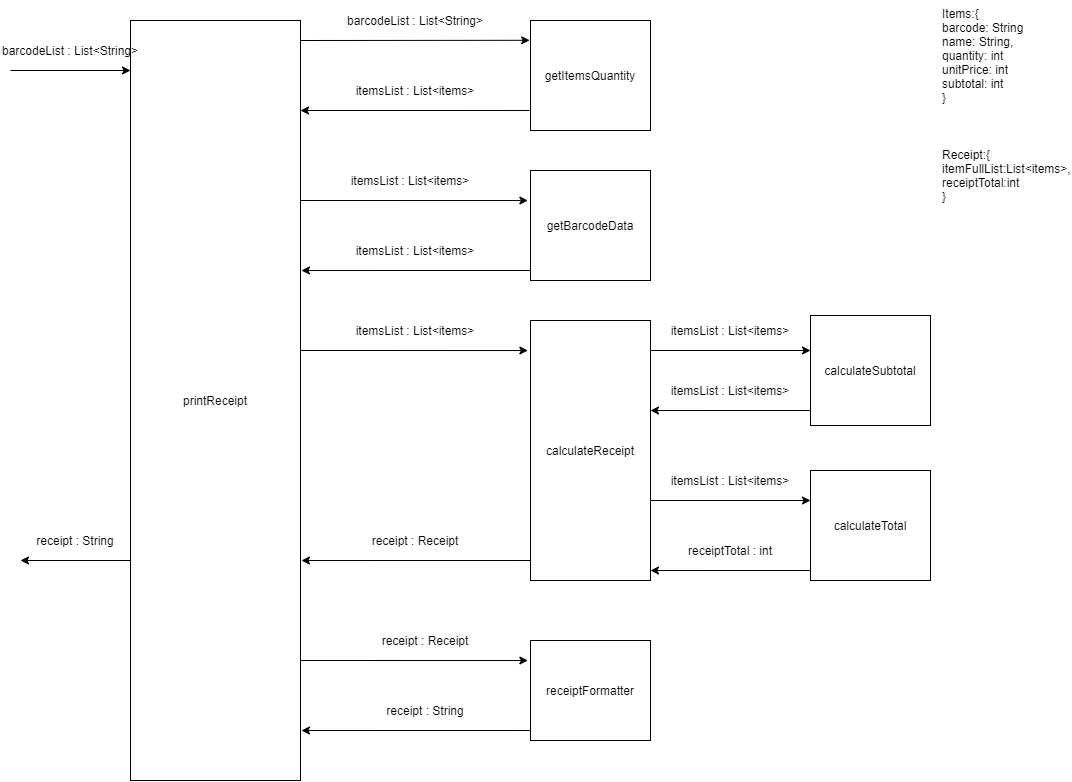 barcodeList : List<String>
Items:{
barcode: String
name: String,
quantity: int
unitPrice: int
subtotal: int
}
barcodeList : List<String>
getItemsQuantity
itemsList : List<items>
Receipt:{
itemFullList:List<items>,
receiptTotal:int
}
itemsList : List<items>
getBarcodeData
itemsList : List<items>
itemsList : List<items>
itemsList : List<items>
calculateSubtotal
itemsList : List<items>
printReceipt
calculateReceipt
itemsList : List<items>
calculateTotal
receipt : String
receipt : Receipt
receiptTotal : int
receipt : Receipt
receiptFormatter
receipt : String